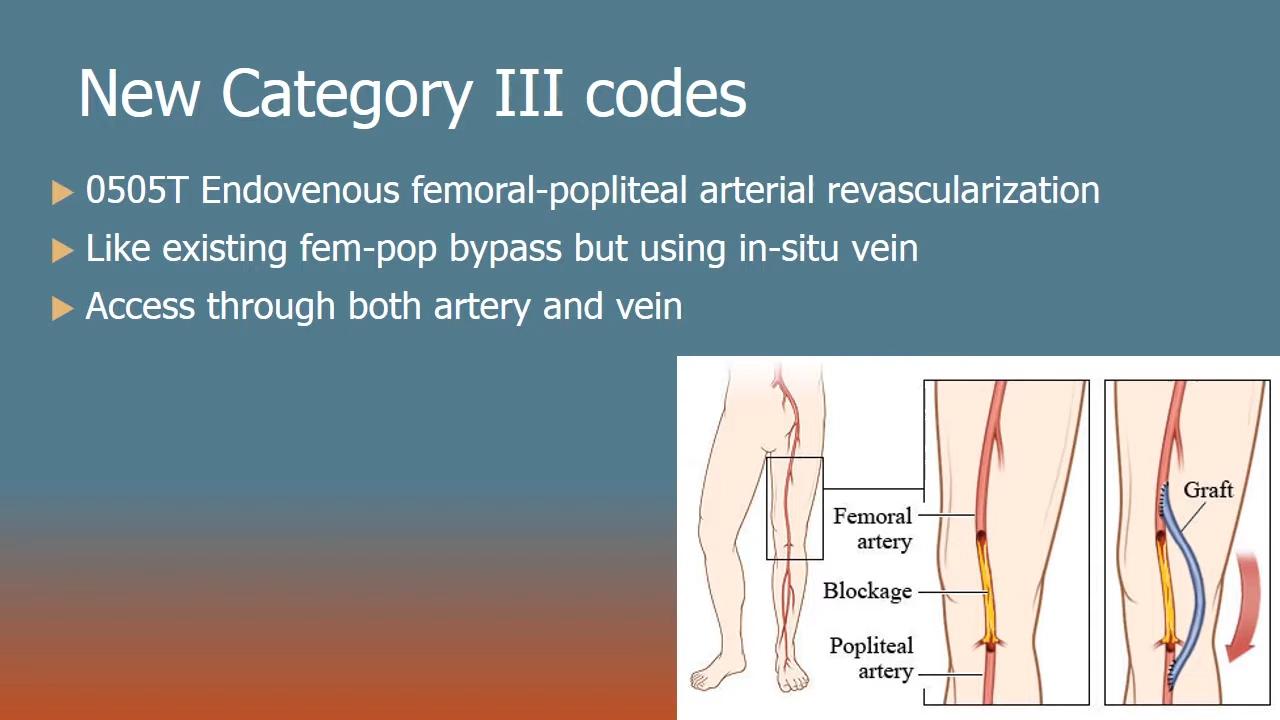 New Category III codes
0505T Endovenous femoral-popliteal arterial revascularization
Like existing fem-pop bypass but using in-situ vein
Access through both artery and vein
Femoral
artery
Blockage
Popliteal
artery
Graft